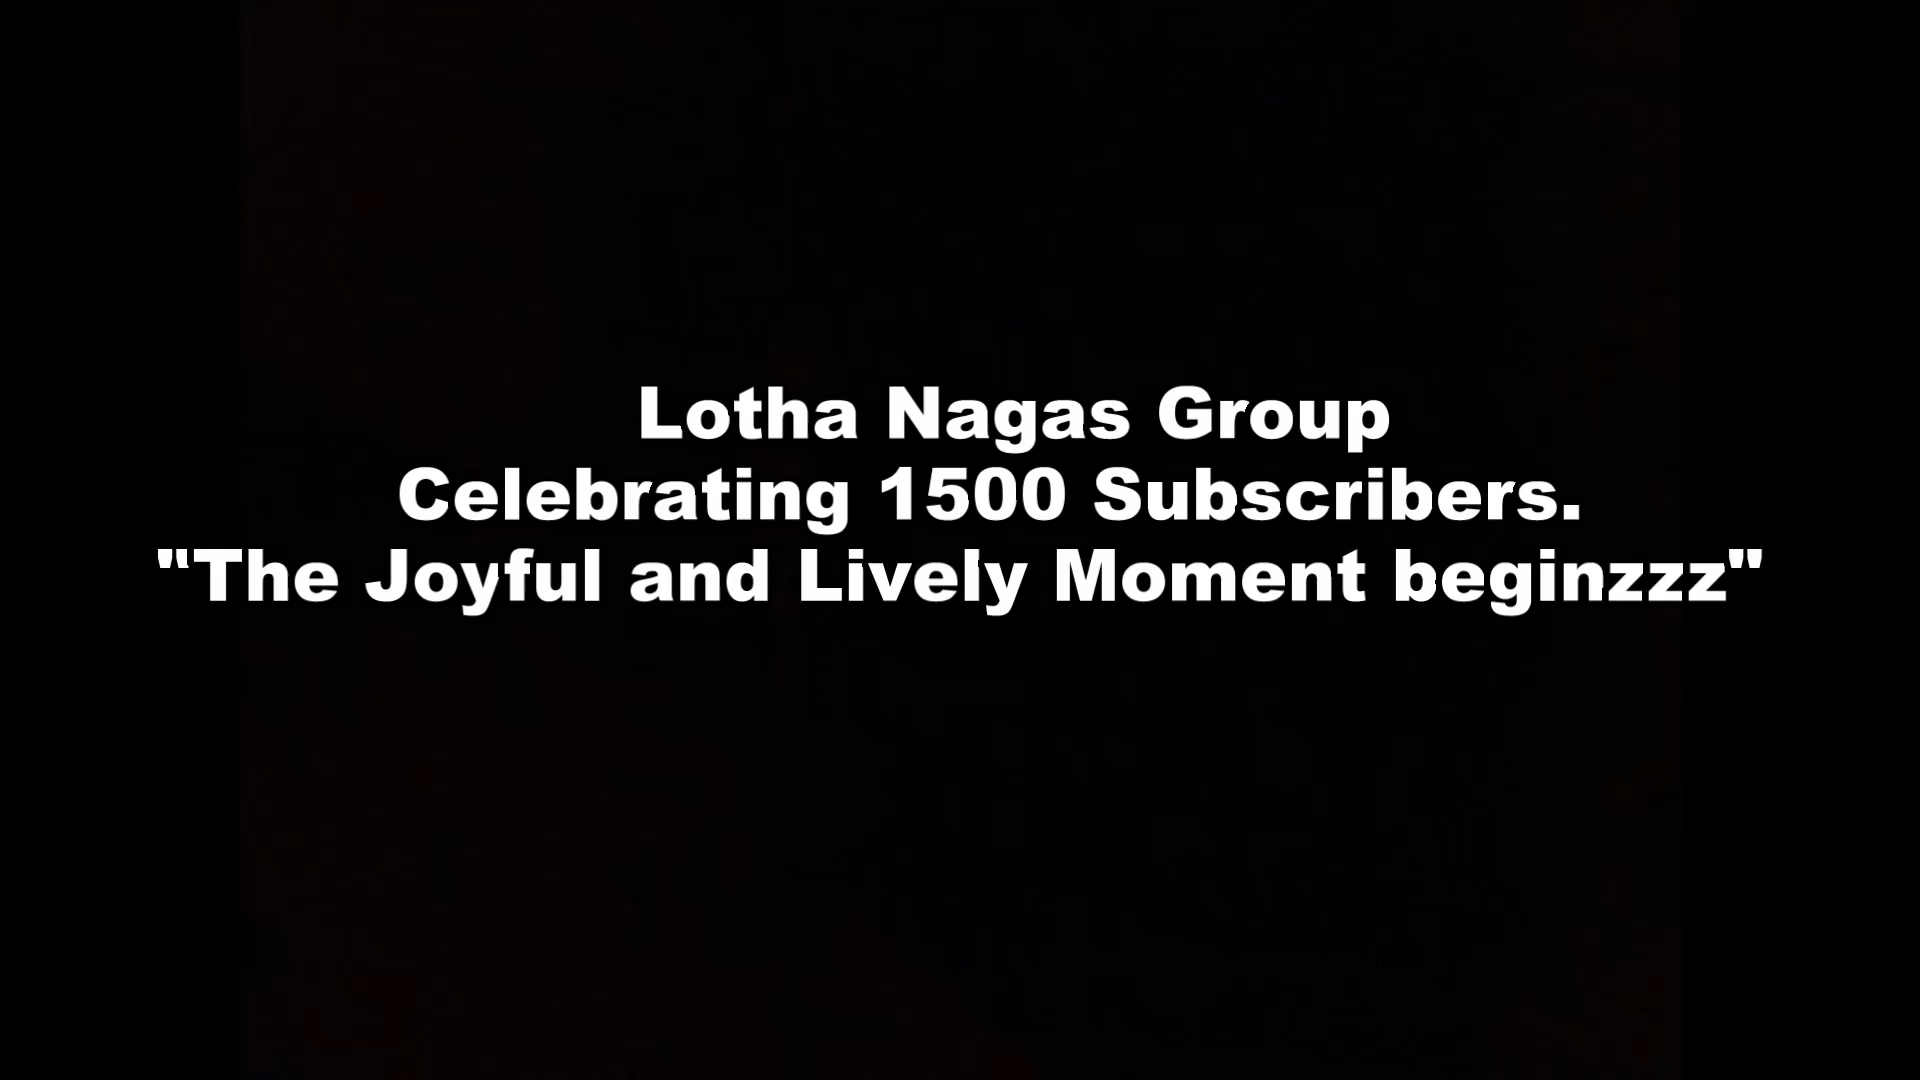 Lotha Nagas Group
Celebrating 1500 Subscribers.
"The Joyful and Lively Moment beginzzz"